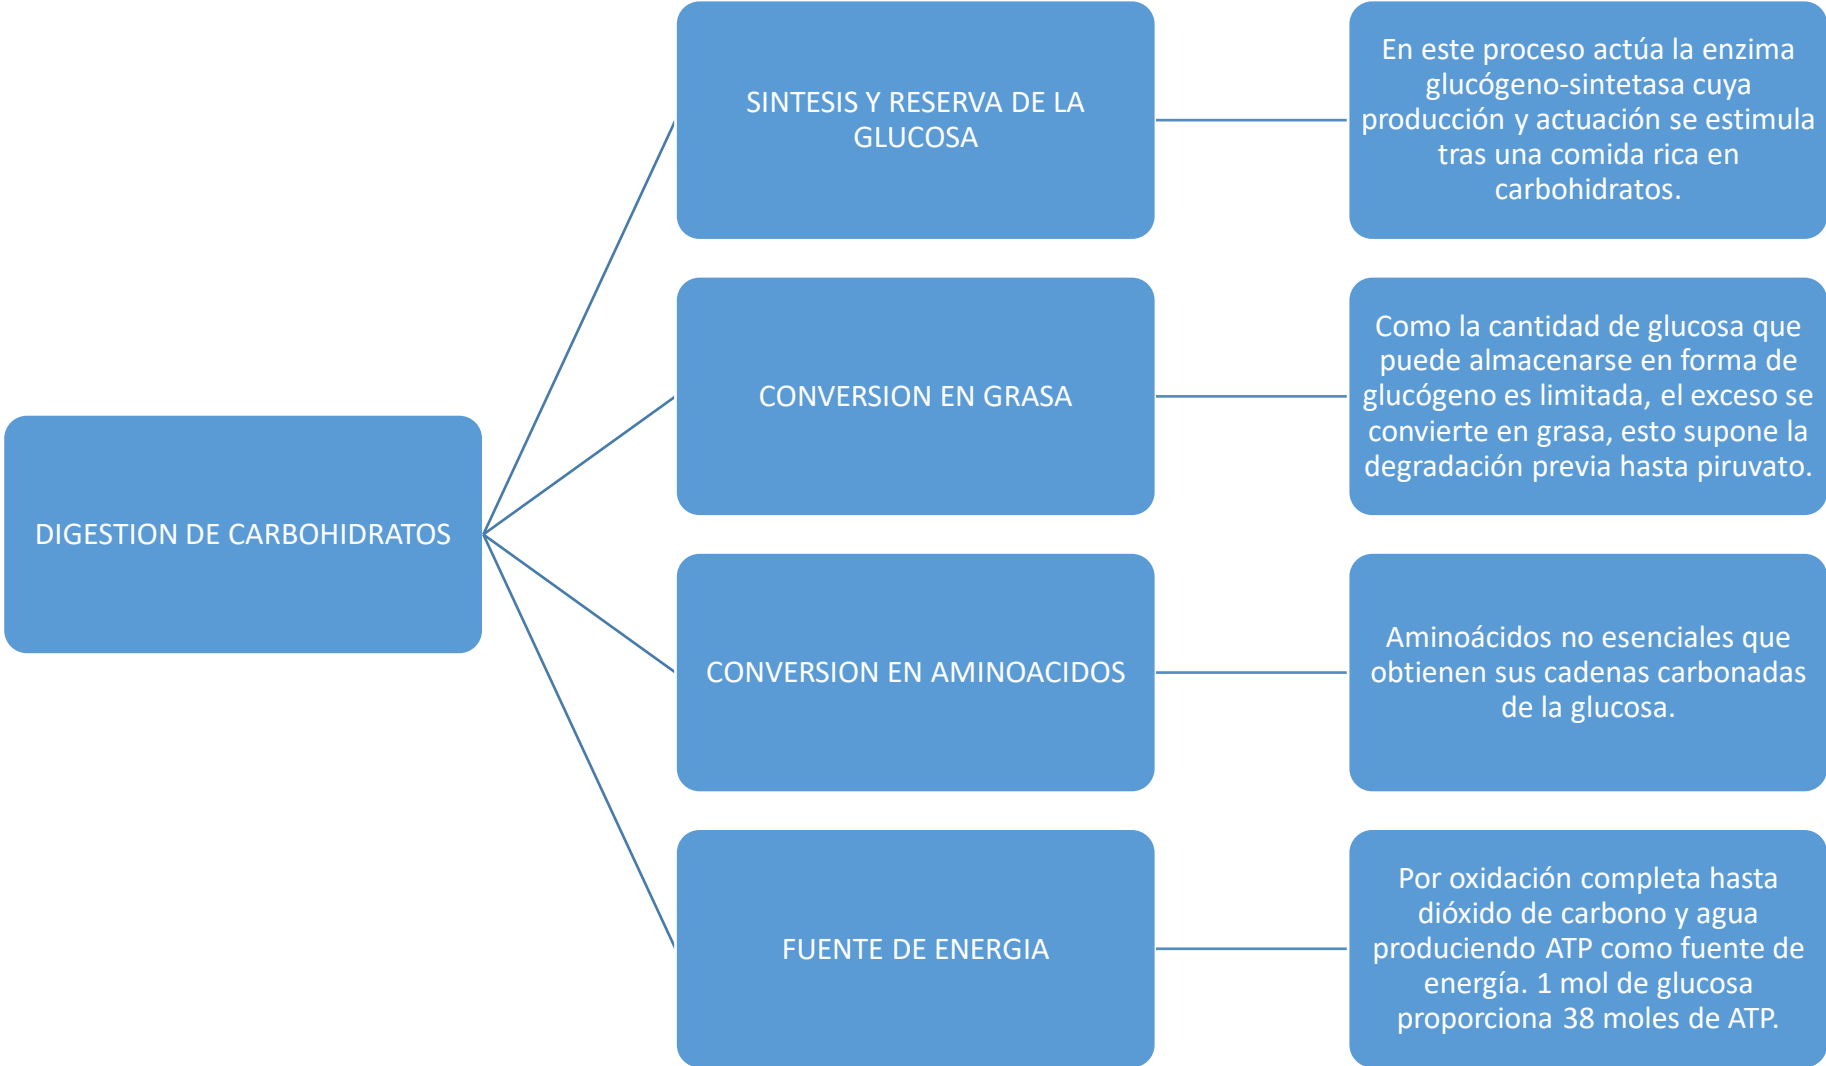 DIGESTION DE CARBOHIDRATOS
SINTESIS Y RESERVA DE LA
GLUCOSA
En este proceso actúa la enzima
glucógeno-sintetasa cuya
producción y actuación se estimula
tras una comida rica en
carbohidratos.
CONVERSION EN GRASA
Como la cantidad de glucosa que
puede almacenarse en forma de
glucógeno es limitada, el exceso se
convierte en grasa, esto supone la
degradación previa hasta piruvato.
CONVERSION EN AMINOACIDOS
Aminoácidos no esenciales que
obtienen sus cadenas carbonadas
de la glucosa.
FUENTE DE ENERGIA
Por oxidación completa hasta
dióxido de carbono y agua
produciendo ATP como fuente de
energía. 1 mol de glucosa
proporciona 38 moles de ATP.